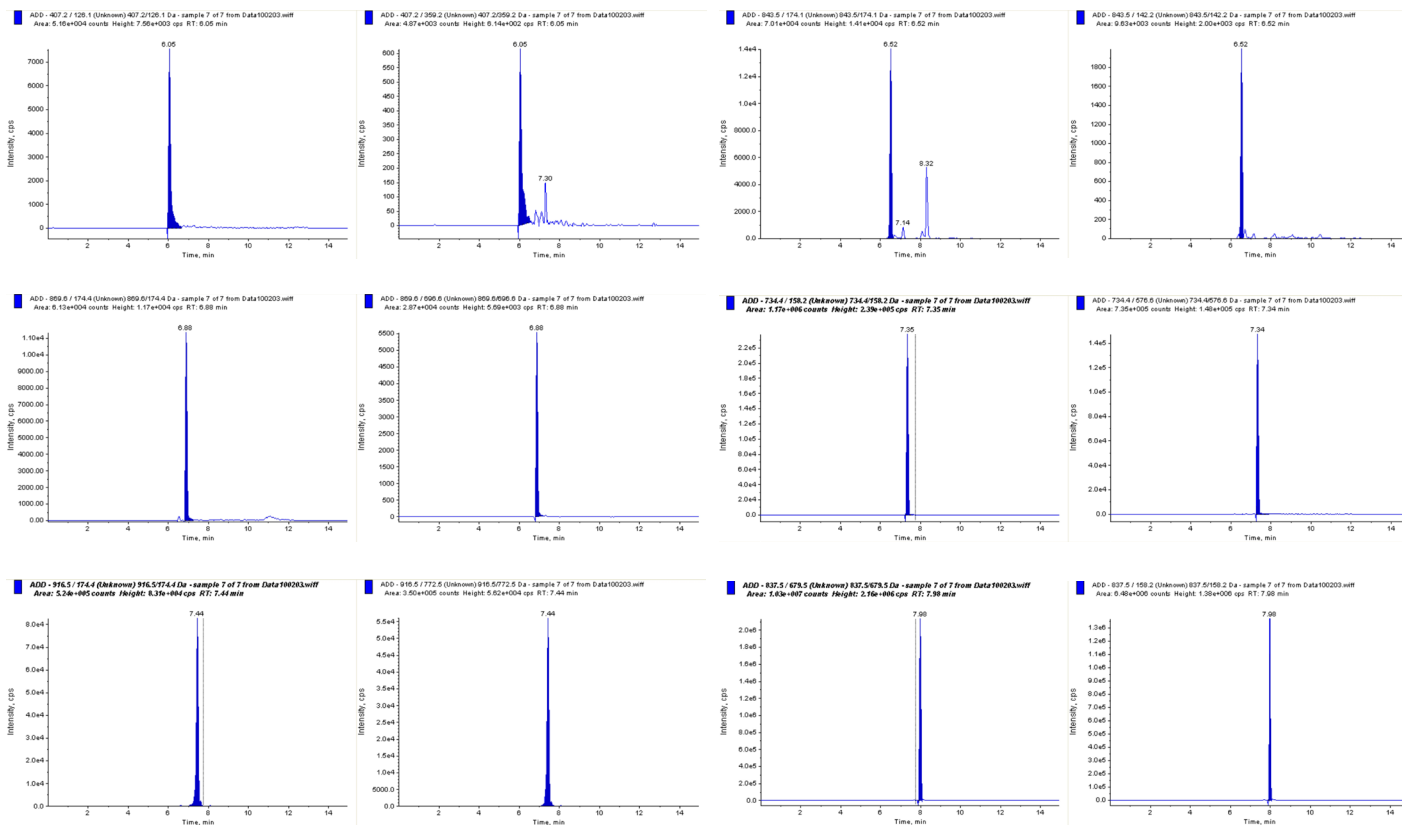 ADD - 407.2 / 126.1 (Unknown) 407.2/126.1 Da - sample 7 of 7 from Data100203.wiff
Area: 5.16e+004 counts Height: 7.56e+003 cps RT: 6.05 min
6.05
7000
6000
5000
4000
3000
2000
1000
0
Intensity, cps
2 4 6 8 10 12 14
Time, min
ADD - 407.2 / 359.2 (Unknown) 407.2/359.2 Da - sample 7 of 7 from Data100203.wiff
Area: 4.87e+003 counts Height: 6.14e+002 cps RT: 6.05 min
6.05
7.30
600
550
500
450
400
350
300
250
200
150
100
50
0
Intensity, cps
2 4 6 8 10 12 14
Time, min
ADD - 843.5 / 174.1 (Unknown) 843.5/174.1 Da - sample 7 of 7 from Data100203.wiff
Area: 7.01e+004 counts Height: 1.41e+004 cps RT: 6.52 min
6.52
8.32
7.14
1.4e4
1.2e4
1.0e4
8000.0
6000.0
4000.0
2000.0
0.0
Intensity, cps
2 4 6 8 10 12 14
Time, min
ADD - 843.5 / 142.2 (Unknown) 843.5/142.2 Da - sample 7 of 7 from Data100203.wiff
Area: 9.63e+003 counts Height: 2.00e+003 cps RT: 6.52 min
6.52
1800
1600
1400
1200
1000
800
600
400
200
0
Intensity, cps
2 4 6 8 10 12 14
Time, min
ADD - 869.6 / 174.4 (Unknown) 869.6/174.4 Da - sample 7 of 7 from Data100203.wiff
Area: 6.13e+004 counts Height: 1.17e+004 cps RT: 6.88 min
6.88
1.10e4
1.00e4
9000.00
8000.00
7000.00
6000.00
5000.00
4000.00
3000.00
2000.00
1000.00
0.00
Intensity, cps
2 4 6 8 10 12 14
Time, min
ADD - 869.6 / 696.6 (Unknown) 869.6/696.6 Da - sample 7 of 7 from Data100203.wiff
Area: 2.87e+004 counts Height: 5.69e+003 cps RT: 6.88 min
6.88
5500
5000
4500
4000
3500
3000
2500
2000
1500
1000
500
0
Intensity, cps
2 4 6 8 10 12 14
Time, min
ADD - 734.4 / 158.2 (Unknown) 734.4/158.2 Da - sample 7 of 7 from Data100203.wiff
Area: 1.17e+006 counts Height: 2.39e+005 cps RT: 7.35 min
7.35
2.2e5
2.0e5
1.8e5
1.6e5
1.4e5
1.2e5
1.0e5
8.0e4
6.0e4
4.0e4
2.0e4
0.0
Intensity, cps
2 4 6 8 10 12 14
Time, min
ADD - 734.4 / 576.6 (Unknown) 734.4/576.6 Da - sample 7 of 7 from Data100203.wiff
Area: 7.35e+005 counts Height: 1.48e+005 cps RT: 7.34 min
7.34
1.4e5
1.2e5
1.0e5
8.0e4
6.0e4
4.0e4
2.0e4
0.0
Intensity, cps
2 4 6 8 10 12 14
Time, min
ADD - 916.5 / 174.4 (Unknown) 916.5/174.4 Da - sample 7 of 7 from Data100203.wiff
Area: 5.24e+005 counts Height: 8.31e+004 cps RT: 7.44 min
7.44
8.0e4
7.0e4
6.0e4
5.0e4
4.0e4
3.0e4
2.0e4
1.0e4
0.0
Intensity, cps
2 4 6 8 10 12 14
Time, min
ADD - 916.5 / 772.5 (Unknown) 916.5/772.5 Da - sample 7 of 7 from Data100203.wiff
Area: 3.50e+005 counts Height: 5.62e+004 cps RT: 7.44 min
7.44
5.5e4
5.0e4
4.5e4
4.0e4
3.5e4
3.0e4
2.5e4
2.0e4
1.5e4
1.0e4
5000.0
0.0
Intensity, cps
2 4 6 8 10 12 14
Time, min
ADD - 837.5 / 679.5 (Unknown) 837.5/679.5 Da - sample 7 of 7 from Data100203.wiff
Area: 1.03e+007 counts Height: 2.16e+006 cps RT: 7.98 min
7.98
2.0e6
1.8e6
1.6e6
1.4e6
1.2e6
1.0e6
8.0e5
6.0e5
4.0e5
2.0e5
0.0
Intensity, cps
2 4 6 8 10 12 14
Time, min
ADD - 837.5 / 158.2 (Unknown) 837.5/158.2 Da - sample 7 of 7 from Data100203.wiff
Area: 6.48e+006 counts Height: 1.38e+006 cps RT: 7.98 min
7.98
1.3e6
1.2e6
1.1e6
1.0e6
9.0e5
8.0e5
7.0e5
6.0e5
5.0e5
4.0e5
3.0e5
2.0e5
1.0e5
0.0
Intensity, cps
2 4 6 8 10 12 14
Time, min